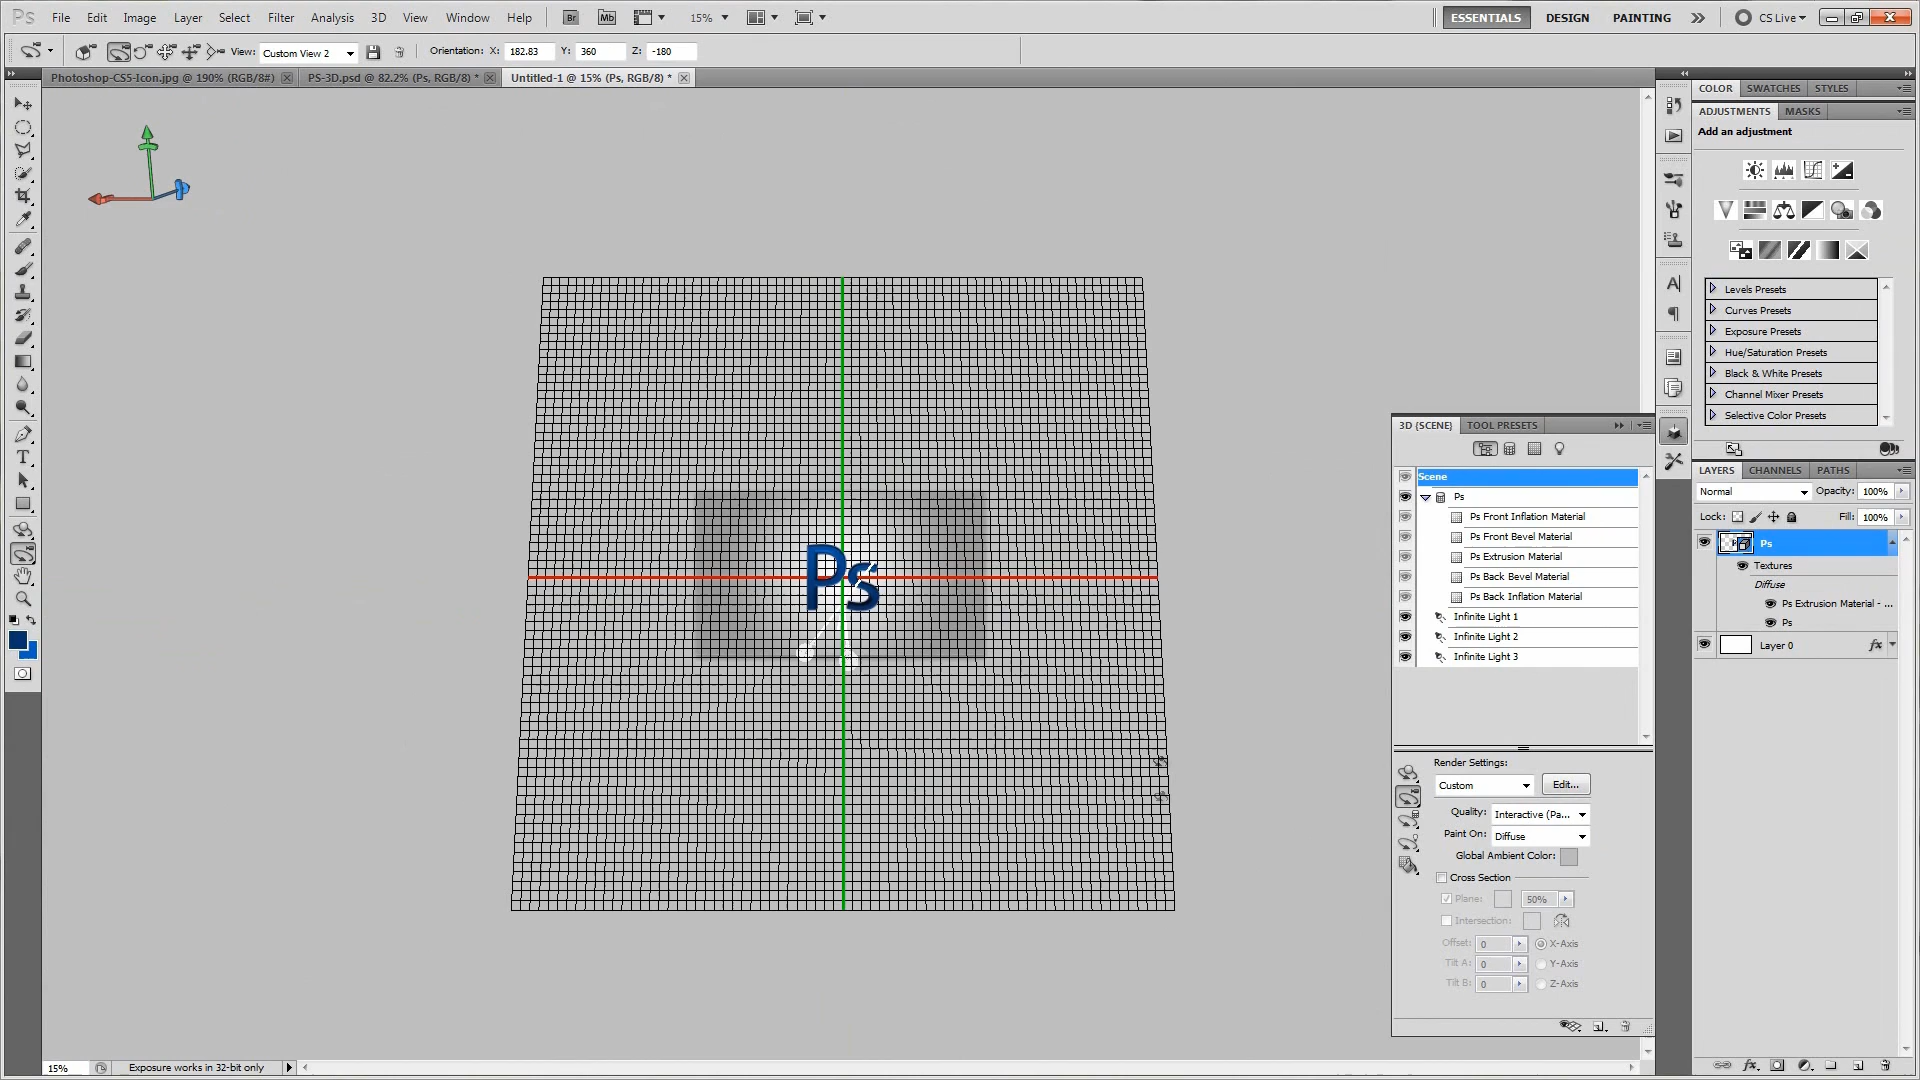 Ps File Edit Image Layer Select Filter Analysis 3D View Window Help Br Mb 15% ESSENTIALS DESIGN PAINTING CS Live
View: Custom View 2 Orientation: X: 182.83 Y: 360 Z: -180
Photoshop-CS5-Icon.jpg @ 190% (RGB/8#) PS-3D.psd @ 82.2% (Ps, RGB/8) * Untitled-1 @ 15% (Ps, RGB/8) *
COLOR SWATCHES STYLES
ADJUSTMENTS MASKS
Add an adjustment
Levels Presets
Curves Presets
Exposure Presets
Hue/Saturation Presets
Black & White Presets
Channel Mixer Presets
Selective Color Presets
Ps
3D {SCENE} TOOL PRESETS
Scene
Ps
Ps Front Inflation Material
Ps Front Bevel Material
Ps Extrusion Material
Ps Back Bevel Material
Ps Back Inflation Material
Infinite Light 1
Infinite Light 2
Infinite Light 3
Render Settings:
Custom Edit...
Quality: Interactive (Pa...
Paint On: Diffuse
Global Ambient Color:
Cross Section
Plane: 50%
Intersection:
Offset: 0 X-Axis
Tilt A: 0 Y-Axis
Tilt B: 0 Z-Axis
LAYERS CHANNELS PATHS
Normal Opacity: 100%
Lock: Fill: 100%
Ps
Textures
Diffuse
Ps Extrusion Material - ...
Ps
Layer 0 fx
15% Exposure works in 32-bit only